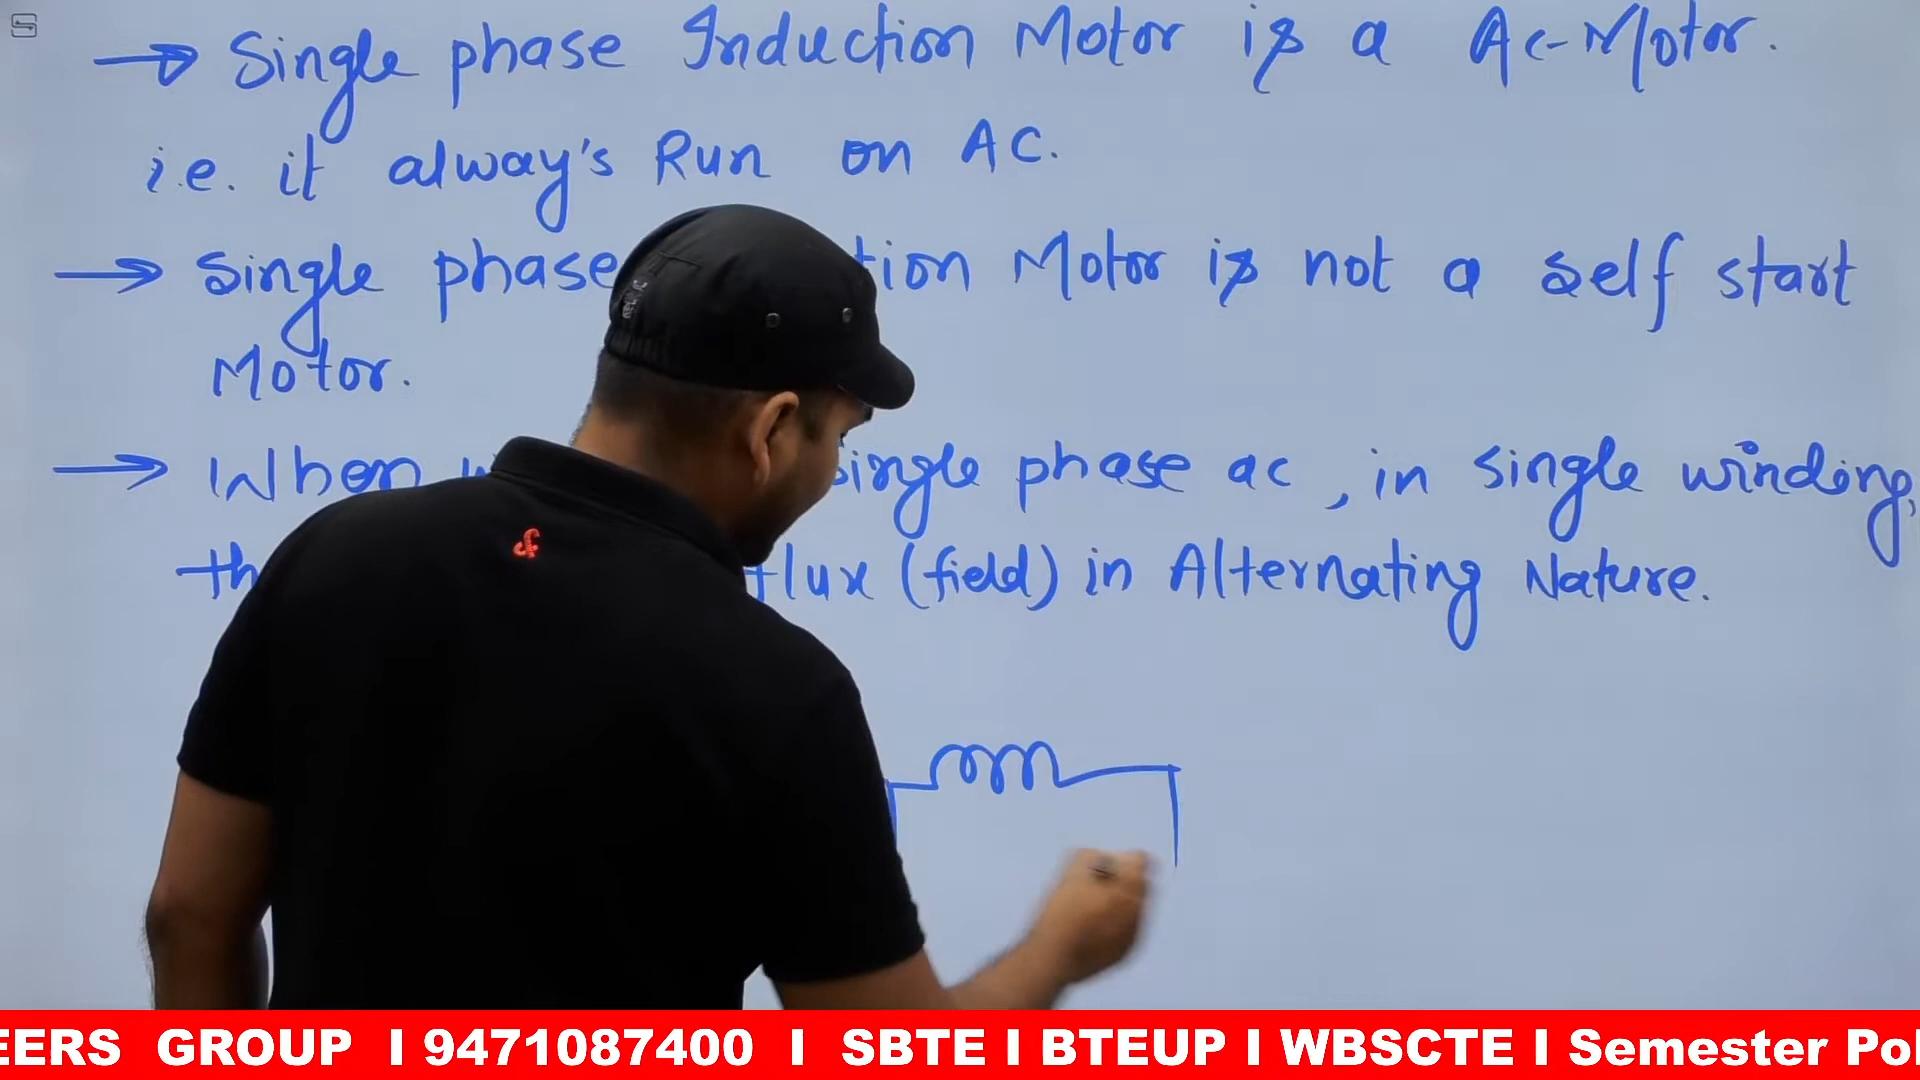 → Single phase Induction Motor is a Ac-Motor.
i.e. it alway's Run on AC.
→ Single phase tion Motor is not a self start
Motor.
→ When single phase ac, in single winding,
flux (field) in Alternating Nature.
EERS GROUP I 9471087400 I SBTE I BTEUP I WBSCTE I Semester Pol